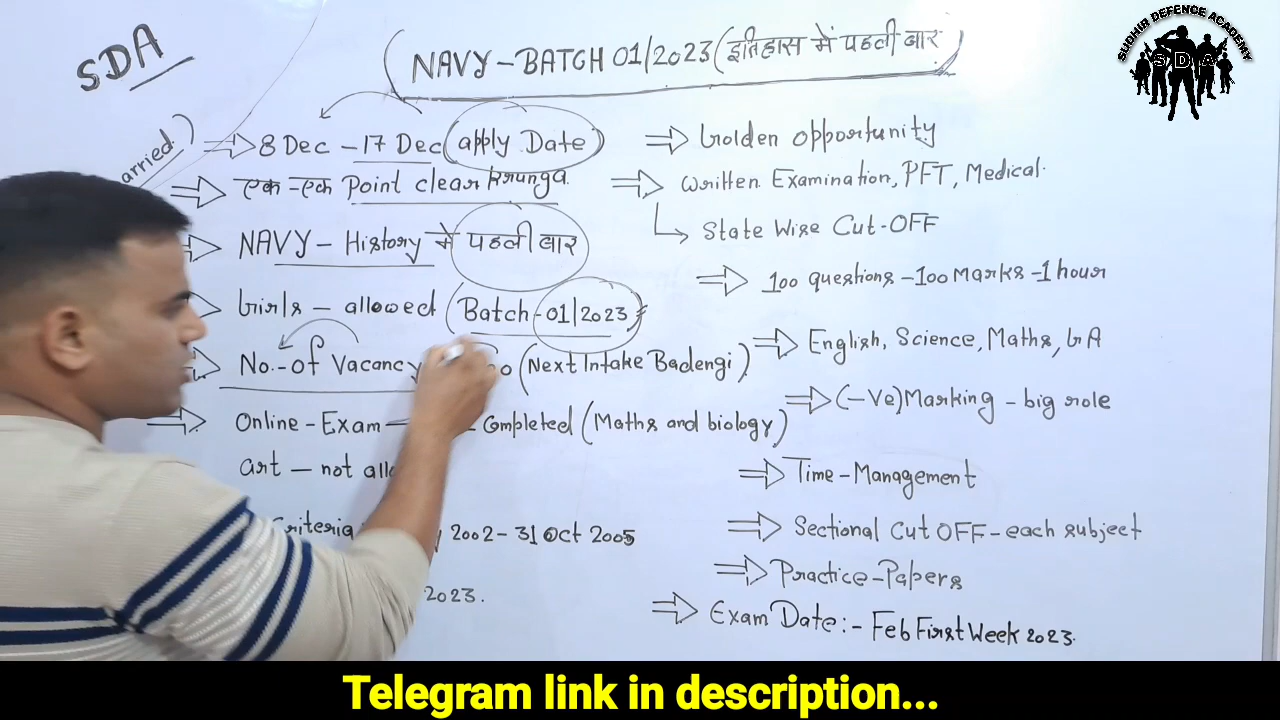 SDA
NAVY - BATCH 01/2023 (इतिहास में पहली बार)
SUDHIR DEFENCE ACADEMY
SDA
arried.)
⇒ 8 Dec - 17 Dec (apply Date)
⇒ एक -एक Point clear krunga
⇒ NAVY - History में पहली बार
Girls - allowed (Batch - 01/2023)
No. - of Vacancy (Next Intake Badengi)
⇒ Online - Exam - Completed (Maths and biology)
art - not
Criteria 2002 - 31 Oct 2005
2023.
⇒ Golden opportunity
⇒ Written Examination, PFT, Medical.
State Wise Cut-OFF
⇒ 100 questions - 100 Marks - 1 hour
⇒ English, Science, Maths, GA
⇒ (-Ve) Marking - big role
⇒ Time - Management
⇒ Sectional Cut OFF - each subject
⇒ Practice - Papers
⇒ Exam Date:- Feb First Week 2023.
Telegram link in description...